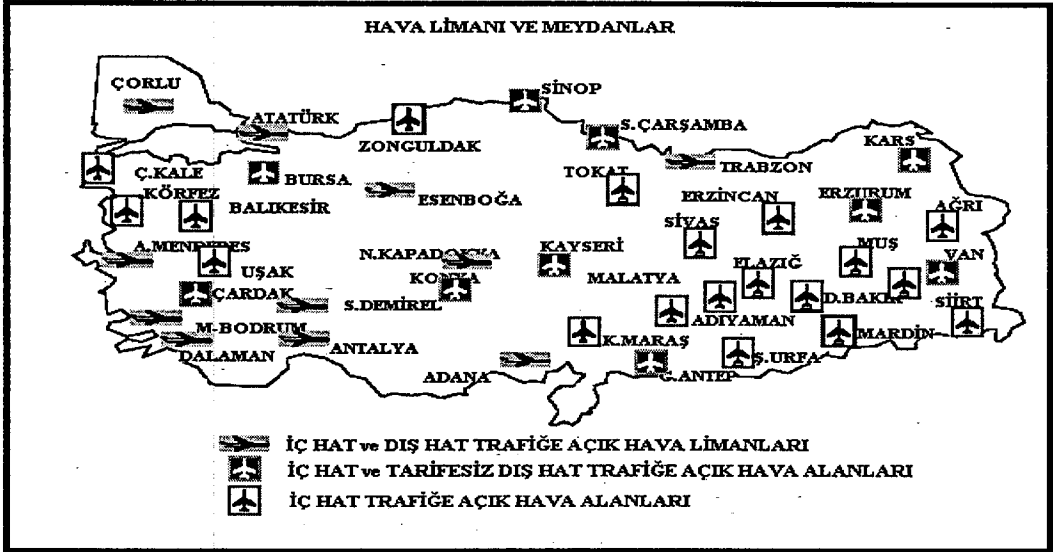 HAVA LİMANI VE MEYDANLAR
ÇORLU
SİNOP
ATATÜRK
S.ÇARŞAMBA
ZONGULDAK
KARS
TOKAT
TRABZON
Ç.KALE
BURSA
KÖRFEZ
ESENBOĞA
ERZİNCAN
ERZURUM
BALIKESİR
AĞRI
SİVAS
A.MENDERES
KAYSERİ
MUŞ
N.KAPADOKYA
ELAZIĞ
VAN
UŞAK
KONYA
MALATYA
ÇARDAK
S.DEMİREL
D.BAKIR
SİİRT
ADIYAMAN
M-BODRUM
K.MARAŞ
MARDİN
DALAMAN
ANTALYA
Ş.URFA
ADANA
G.ANTEP
İÇ HAT ve DIŞ HAT TRAFİĞE AÇIK HAVA LİMANLARI
İÇ HAT ve TARİFESİZ DIŞ HAT TRAFİĞE AÇIK HAVA ALANLARI
İÇ HAT TRAFİĞE AÇIK HAVA ALANLARI